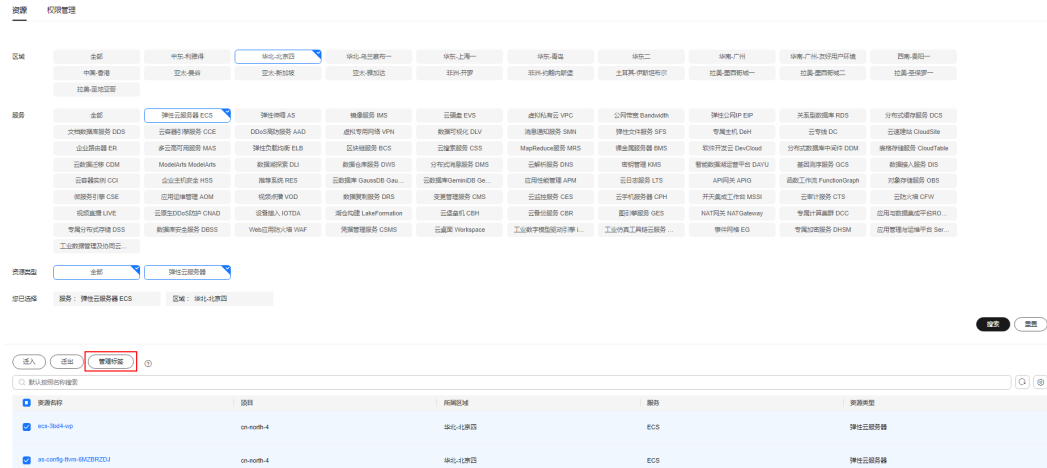 资源 权限管理
区域 全部 中东-利雅得 华北-北京四 华北-乌兰察布一 华东-上海一 华东-青岛 华东二 华南-广州 华南-广州-友好用户环境 西南-贵阳一
中国-香港 亚太-曼谷 亚太-新加坡 亚太-雅加达 非洲-开罗 非洲-约翰内斯堡 土耳其-伊斯坦布尔 拉美-墨西哥城一 拉美-墨西哥城二 拉美-圣保罗一
拉美-圣地亚哥
服务 全部 弹性云服务器 ECS 弹性伸缩 AS 镜像服务 IMS 云硬盘 EVS 虚拟私有云 VPC 公网带宽 Bandwidth 弹性公网IP EIP 关系型数据库 RDS 分布式缓存服务 DCS
文档数据库服务 DDS 云容器引擎服务 CCE DDoS高防服务 AAD 虚拟专用网络 VPN 数据可视化 DLV 消息通知服务 SMN 弹性文件服务 SFS 专属主机 DeH 云专线 DC 云速建站 CloudSite
企业路由器 ER 多云高可用服务 MAS 弹性负载均衡 ELB 区块链服务 BCS 云搜索服务 CSS MapReduce服务 MRS 裸金属服务器 BMS 软件开发云 DevCloud 分布式数据库中间件 DDM 表格存储服务 CloudTable
云数据迁移 CDM ModelArts ModelArts 数据湖探索 DLI 数据仓库服务 DWS 分布式消息服务 DMS 云解析服务 DNS 密钥管理 KMS 智能数据湖运营平台 DAYU 基因测序服务 GCS 数据接入服务 DIS
云容器实例 CCI 企业主机安全 HSS 推荐系统 RES 云数据库 GaussDB Gau... 云数据库GeminiDB Ge... 应用性能管理 APM 云日志服务 LTS API网关 APIG 函数工作流 FunctionGraph 对象存储服务 OBS
微服务引擎 CSE 应用运维管理 AOM 视频点播 VOD 数据复制服务 DRS 变更管理服务 CMS 云监控服务 CES 云手机服务器 CPH 开天集成工作台 MSSI 云审计服务 CTS 云防火墙 CFW
视频直播 LIVE 云原生DDoS防护 CNAD 设备接入 IOTDA 湖仓构建 LakeFormation 云堡垒机 CBH 云备份服务 CBR 图引擎服务 GES NAT网关 NATGateway 专属计算集群 DCC 应用与数据集成平台RO...
专属分布式存储 DSS 数据库安全服务 DBSS Web应用防火墙 WAF 凭据管理服务 CSMS 云桌面 Workspace 工业数字模型驱动引擎 i... 工业仿真工具链云服务 ... 事件网格 EG 专属加密服务 DHSM 应用管理与运维平台 Ser...
工业数据管理及协同云...
资源类型 全部 弹性云服务器
您已选择 服务： 弹性云服务器 ECS 区域： 华北-北京四
搜索 重置
迁入 迁出 管理标签
默认按照名称搜索
资源名称 项目 所属区域 服务 资源类型
ecs-3bd4-wp cn-north-4 华北-北京四 ECS 弹性云服务器
as-config-ttvm-6MZBRZDJ cn-north-4 华北-北京四 ECS 弹性云服务器